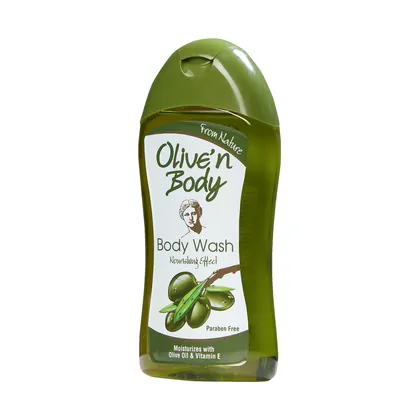 From Nature
Olive'n
Body
Body Wash
Nourishing Effect
Paraben Free
Moisturizes with
Olive Oil & Vitamin E